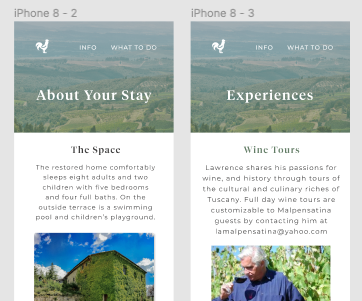 iPhone 8 - 2
INFO WHAT TO DO
About Your Stay
The Space
The restored home comfortably
sleeps eight adults and two
children with five bedrooms
and four full baths. On the
outside terrace is a swimming
pool and children's playground.
iPhone 8 - 3
INFO WHAT TO DO
Experiences
Wine Tours
Lawrence shares his passions for
wine, and history through tours of
the cultural and culinary riches of
Tuscany. Full day wine tours are
customizable to Malpensatina
guests by contacting him at
lamalpensatina@yahoo.com